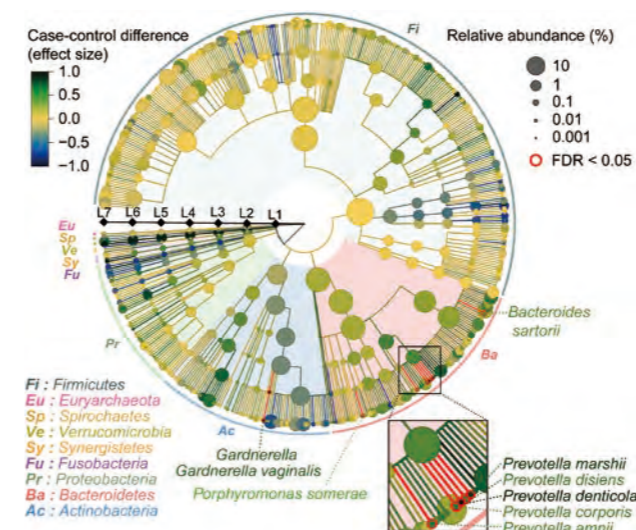 Case-control difference
(effect size)
1.0
0.5
0.0
−0.5
−1.0
Fi
Relative abundance (%)
10
1
0.1
0.01
0.001
FDR < 0.05
L7 L6 L5 L4 L3 L2 L1
Eu
Sp
Ve
Sy
Fu
Pr
Ac
Ba
Bacteroides
sartorii
Fi : Firmicutes
Eu : Euryarchaeota
Sp : Spirochaetes
Ve : Verrucomicrobia
Sy : Synergistetes
Fu : Fusobacteria
Pr : Proteobacteria
Ba : Bacteroidetes
Ac : Actinobacteria
Gardnerella
Gardnerella vaginalis
Porphyromonas somerae
Prevotella marshii
Prevotella disiens
Prevotella denticola
Prevotella corporis
Prevotella amnii